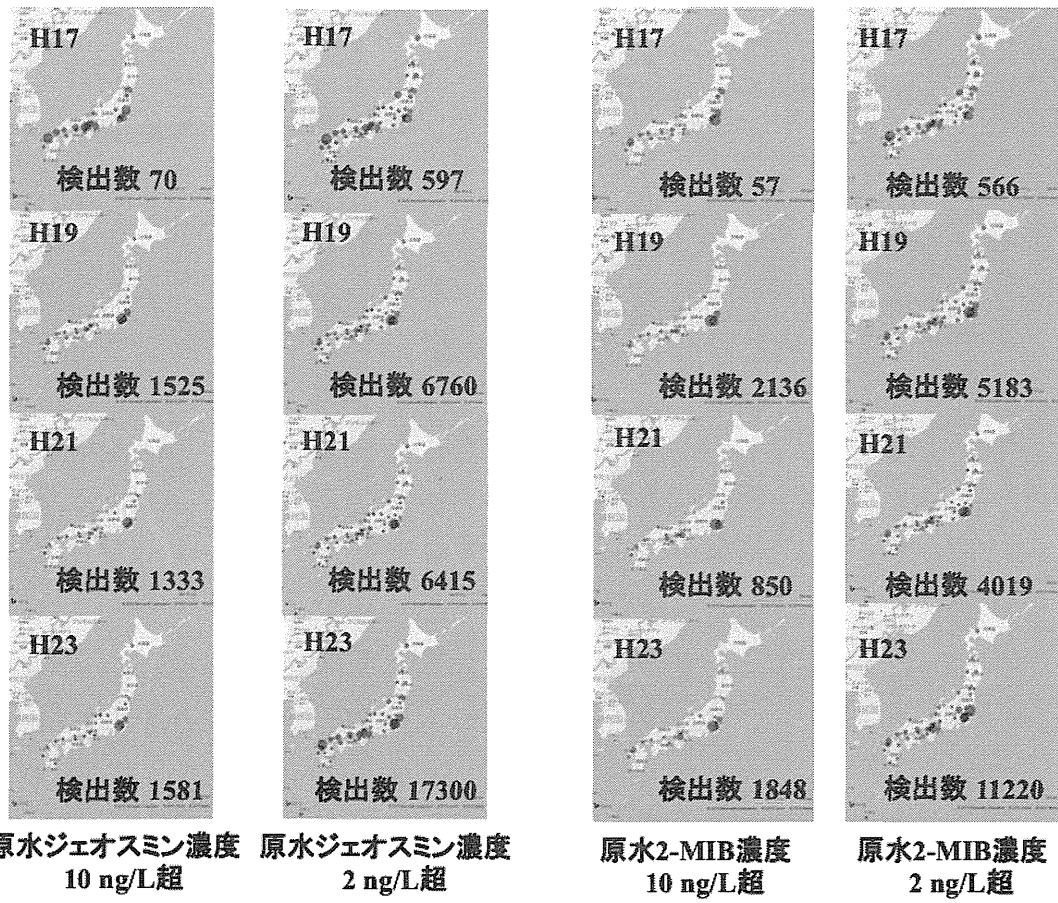 H17
検出数 70
H17
検出数 597
H17
検出数 57
H17
検出数 566
H19
検出数 1525
H19
検出数 6760
H19
検出数 2136
H19
検出数 5183
H21
検出数 1333
H21
検出数 6415
H21
検出数 850
H21
検出数 4019
H23
検出数 1581
H23
検出数 17300
H23
検出数 1848
H23
検出数 11220
原水ジェオスミン濃度
10 ng/L超
原水ジェオスミン濃度
2 ng/L超
原水2-MIB濃度
10 ng/L超
原水2-MIB濃度
2 ng/L超